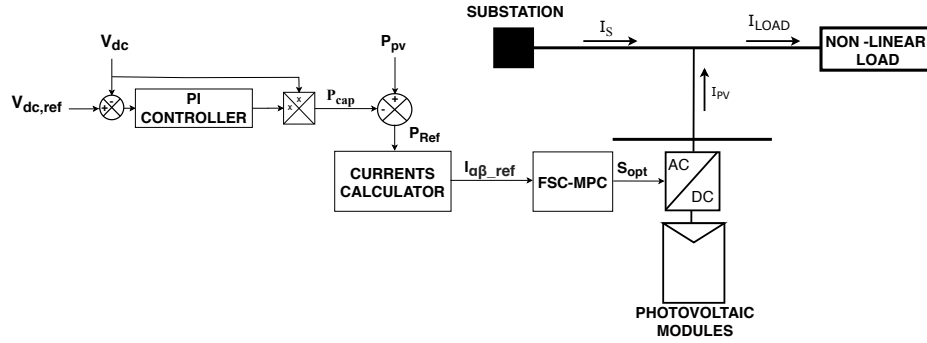 SUBSTATION
I_S
I_LOAD
NON -LINEAR
LOAD
V_dc
P_pv
V_dc,ref
+
-
PI
CONTROLLER
x
x
x
P_cap
+
-
I_PV
P_Ref
CURRENTS
CALCULATOR
I_αβ_ref
FSC-MPC
S_opt
AC
DC
PHOTOVOLTAIC
MODULES